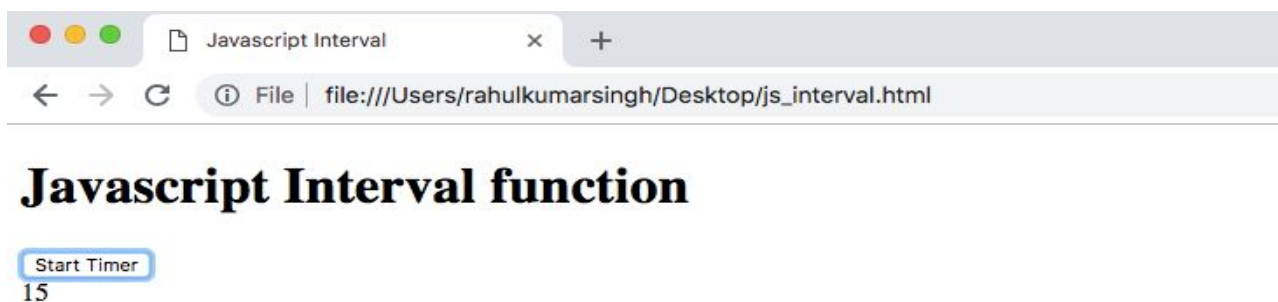 Javascript Interval
File | file:///Users/rahulkumarsingh/Desktop/js_interval.html
Javascript Interval function
Start Timer
15